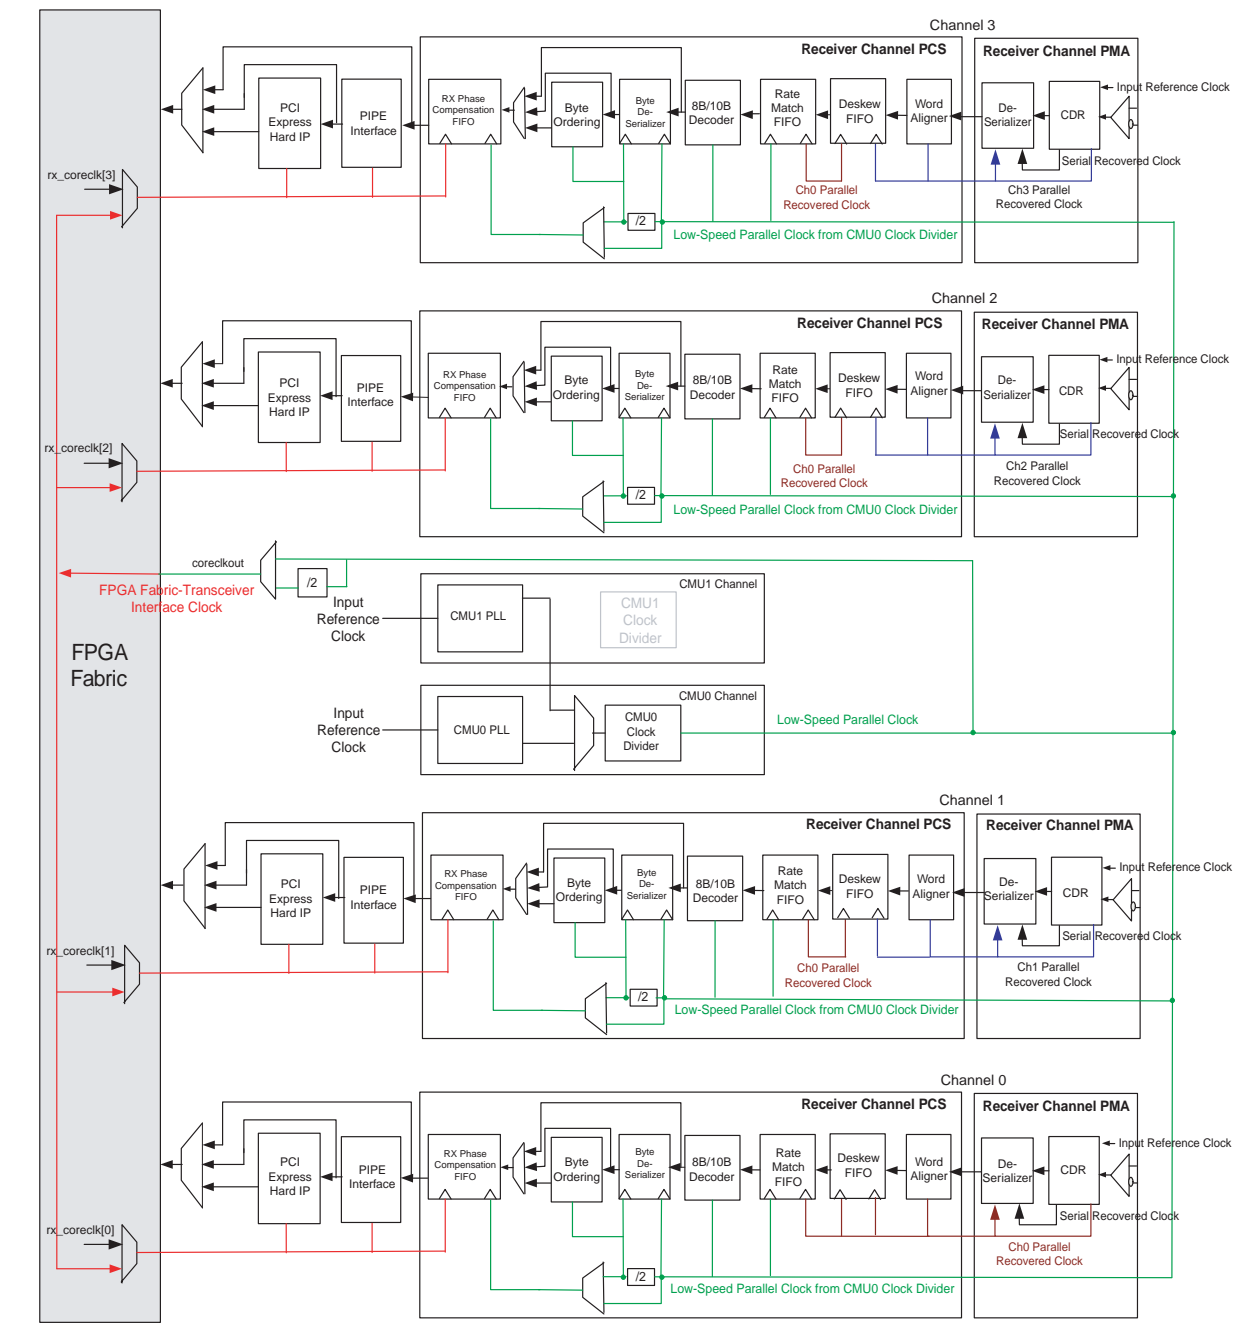 Channel 3
Receiver Channel PCS
Receiver Channel PMA
PCI
Express
Hard IP
PIPE
Interface
RX Phase
Compensation
FIFO
Byte
Ordering
Byte
De-
Serializer
8B/10B
Decoder
Rate
Match
FIFO
Deskew
FIFO
Word
Aligner
De-
Serializer
CDR
Input Reference Clock
Serial Recovered Clock
rx_coreclk[3]
/2
Ch0 Parallel
Recovered Clock
Ch3 Parallel
Recovered Clock
Low-Speed Parallel Clock from CMU0 Clock Divider
Channel 2
Receiver Channel PCS
Receiver Channel PMA
PCI
Express
Hard IP
PIPE
Interface
RX Phase
Compensation
FIFO
Byte
Ordering
Byte
De-
Serializer
8B/10B
Decoder
Rate
Match
FIFO
Deskew
FIFO
Word
Aligner
De-
Serializer
CDR
Input Reference Clock
Serial Recovered Clock
rx_coreclk[2]
/2
Ch0 Parallel
Recovered Clock
Ch2 Parallel
Recovered Clock
Low-Speed Parallel Clock from CMU0 Clock Divider
coreclkout
/2
FPGA Fabric-Transceiver
Interface Clock
FPGA
Fabric
Input
Reference
Clock
CMU1 PLL
CMU1
Clock
Divider
CMU1 Channel
Input
Reference
Clock
CMU0 PLL
CMU0
Clock
Divider
CMU0 Channel
Low-Speed Parallel Clock
Channel 1
Receiver Channel PCS
Receiver Channel PMA
PCI
Express
Hard IP
PIPE
Interface
RX Phase
Compensation
FIFO
Byte
Ordering
Byte
De-
Serializer
8B/10B
Decoder
Rate
Match
FIFO
Deskew
FIFO
Word
Aligner
De-
Serializer
CDR
Input Reference Clock
Serial Recovered Clock
rx_coreclk[1]
/2
Ch0 Parallel
Recovered Clock
Ch1 Parallel
Recovered Clock
Low-Speed Parallel Clock from CMU0 Clock Divider
Channel 0
Receiver Channel PCS
Receiver Channel PMA
PCI
Express
Hard IP
PIPE
Interface
RX Phase
Compensation
FIFO
Byte
Ordering
Byte
De-
Serializer
8B/10B
Decoder
Rate
Match
FIFO
Deskew
FIFO
Word
Aligner
De-
Serializer
CDR
Input Reference Clock
Serial Recovered Clock
rx_coreclk[0]
/2
Ch0 Parallel
Recovered Clock
Low-Speed Parallel Clock from CMU0 Clock Divider